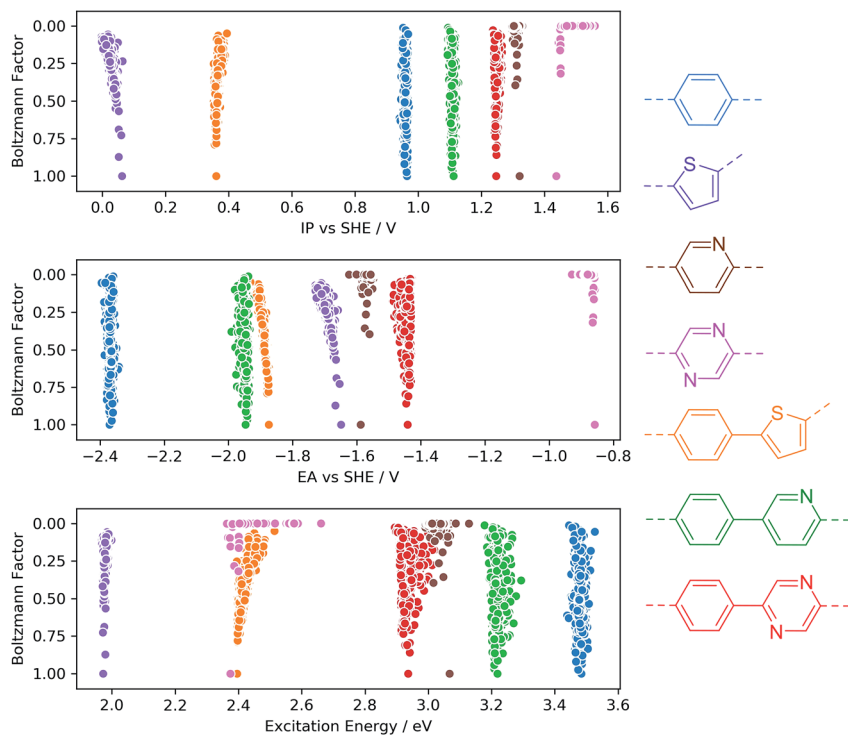 0.00
0.25
0.50
0.75
1.00
Boltzmann Factor
0.0 0.2 0.4 0.6 0.8 1.0 1.2 1.4 1.6
IP vs SHE / V
0.00
0.25
0.50
0.75
1.00
Boltzmann Factor
−2.4 −2.2 −2.0 −1.8 −1.6 −1.4 −1.2 −1.0 −0.8
EA vs SHE / V
0.00
0.25
0.50
0.75
1.00
Boltzmann Factor
2.0 2.2 2.4 2.6 2.8 3.0 3.2 3.4 3.6
Excitation Energy / eV
S
N
N
N
S
N
N
N